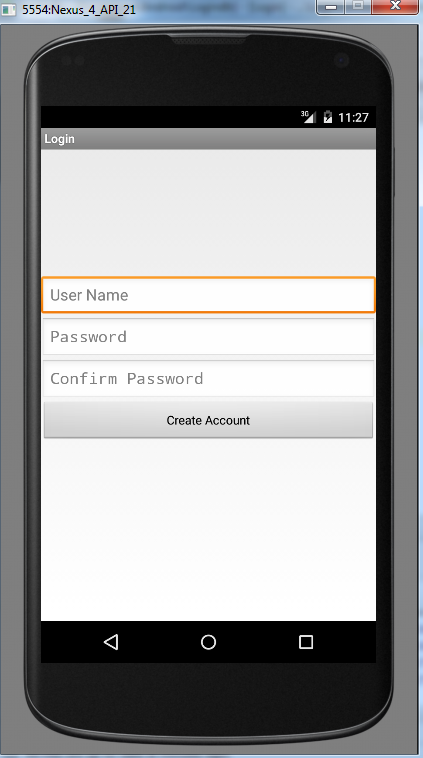 5554:Nexus_4_API_21
3G 11:27
Login
User Name
Password
Confirm Password
Create Account